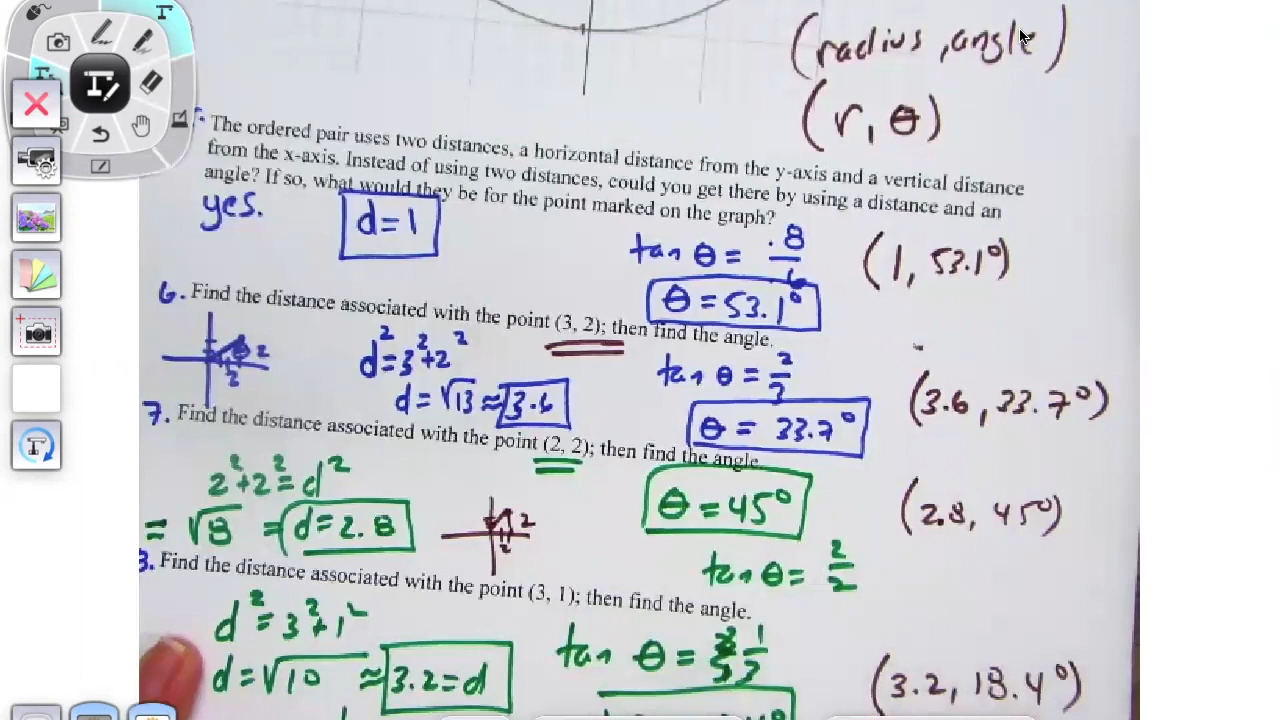 (radius, angle)
(r, θ)
The ordered pair uses two distances, a horizontal distance from the y-axis and a vertical distance
from the x-axis. Instead of using two distances, could you get there by using a distance and an
angle? If so, what would they be for the point marked on the graph?
yes.
d=1
tan θ = .8/.6
θ = 53.1°
(1, 53.1°)
6. Find the distance associated with the point (3, 2); then find the angle.
d²=3²+2²
d=√13≈3.6
tan θ = 2/3
θ = 33.7°
(3.6, 33.7°)
7. Find the distance associated with the point (2, 2); then find the angle.
2²+2²=d²
=√8 = d=2.8
2
2
θ = 45°
tan θ = 2/2
(2.8, 45°)
8. Find the distance associated with the point (3, 1); then find the angle.
d²=3²+1²
d=√10 ≈ 3.2=d
tan θ = 1/3
(3.2, 18.4°)